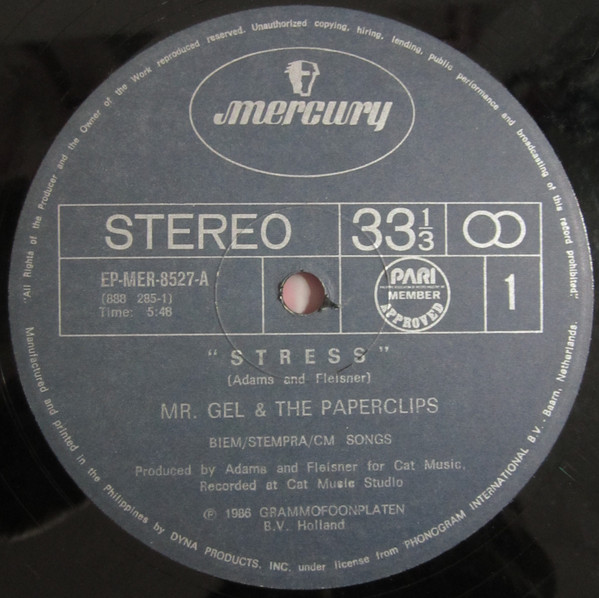 "All Rights of the Producer and the Owner of the Work reproduced reserved. Unauthorized copying, hiring, lending, public performance and broadcasting of this record prohibited";
mercury
STEREO
33 1/3
EP-MER-8527-A
(888 285-1)
Time: 5:48
PARI
MEMBER
APPROVED
1
"STRESS"
(Adams and Fleisner)
MR. GEL & THE PAPERCLIPS
BIEM/STEMPRA/CM SONGS
Produced by Adams and Fleisner for Cat Music,
Recorded at Cat Music Studio
℗ 1986 GRAMMOFOONPLATEN
B.V. Holland
Manufactured and printed in the Philippines by DYNA PRODUCTS, INC. under license from PHONOGRAM INTERNATIONAL B.V., Baarn, Netherlands.